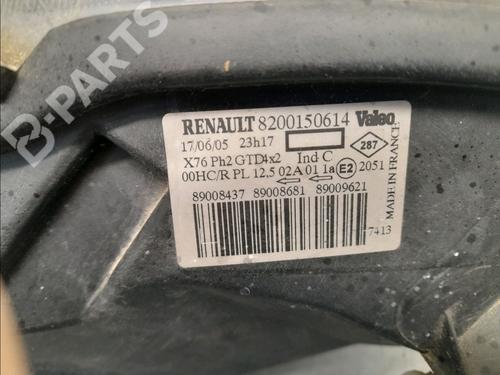 B-PARTS
RENAULT 8200150614 Valeo
17/06/05 23h17
287
X76 Ph2 GTD4x2 Ind C
00HC/R PL 12,5 02A 01 1a E2 2051
89008437 89008681 89009621
7413
MADE IN FRANCE